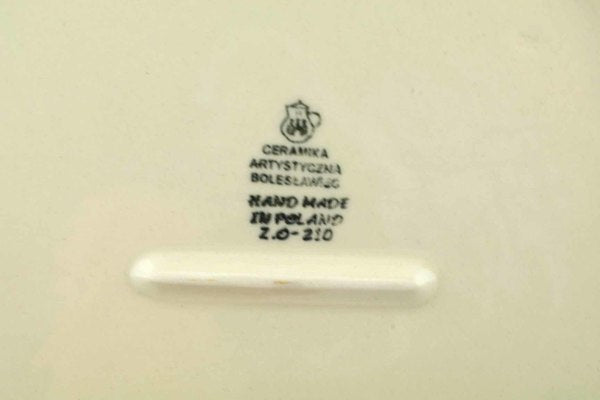 CERAMIKA
ARTYSTYCZNA
BOLESŁAWIEC
HAND MADE
IN POLAND
Z.O-210